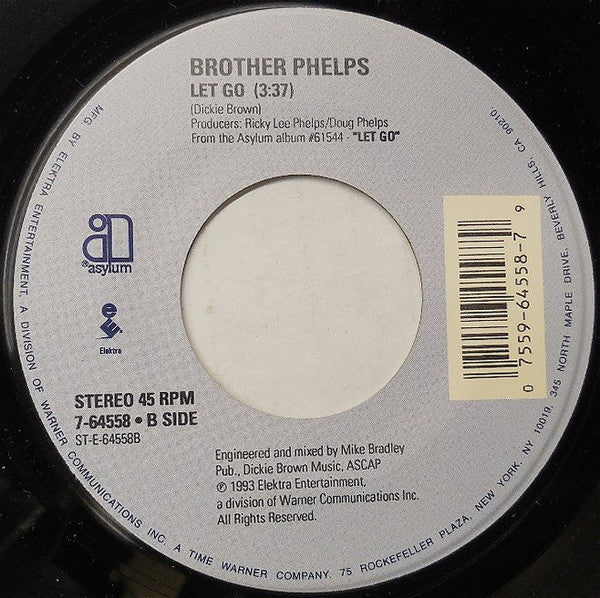 BROTHER PHELPS
LET GO (3:37)
(Dickie Brown)
Producers: Ricky Lee Phelps/Doug Phelps
From the Asylum album #61544 - "LET GO"
®asylum
Elektra
STEREO 45 RPM
7-64558 • B SIDE
ST-E-64558B
0 7559-64558-7 9
Engineered and mixed by Mike Bradley
Pub., Dickie Brown Music, ASCAP
℗ 1993 Elektra Entertainment,
a division of Warner Communications Inc.
All Rights Reserved.
MFG. BY ELEKTRA ENTERTAINMENT, A DIVISION OF WARNER COMMUNICATIONS INC. A TIME WARNER COMPANY. 75 ROCKEFELLER PLAZA, NEW YORK, NY 10019, 345 NORTH MAPLE DRIVE, BEVERLY HILLS, CA 90210